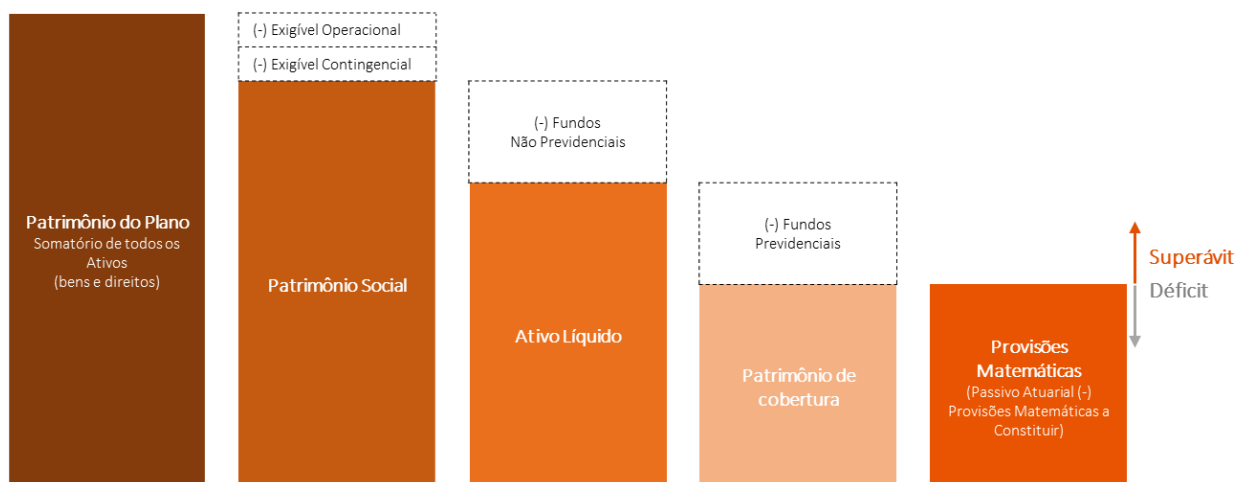 Patrimônio do Plano
Somatório de todos os
Ativos
(bens e direitos)
(-) Exigível Operacional
(-) Exigível Contingencial
Patrimônio Social
(-) Fundos
Não Previdenciais
Ativo Líquido
(-) Fundos
Previdenciais
Patrimônio de
cobertura
Provisões
Matemáticas
(Passivo Atuarial (-)
Provisões Matemáticas a
Constituir)
Superávit
Déficit